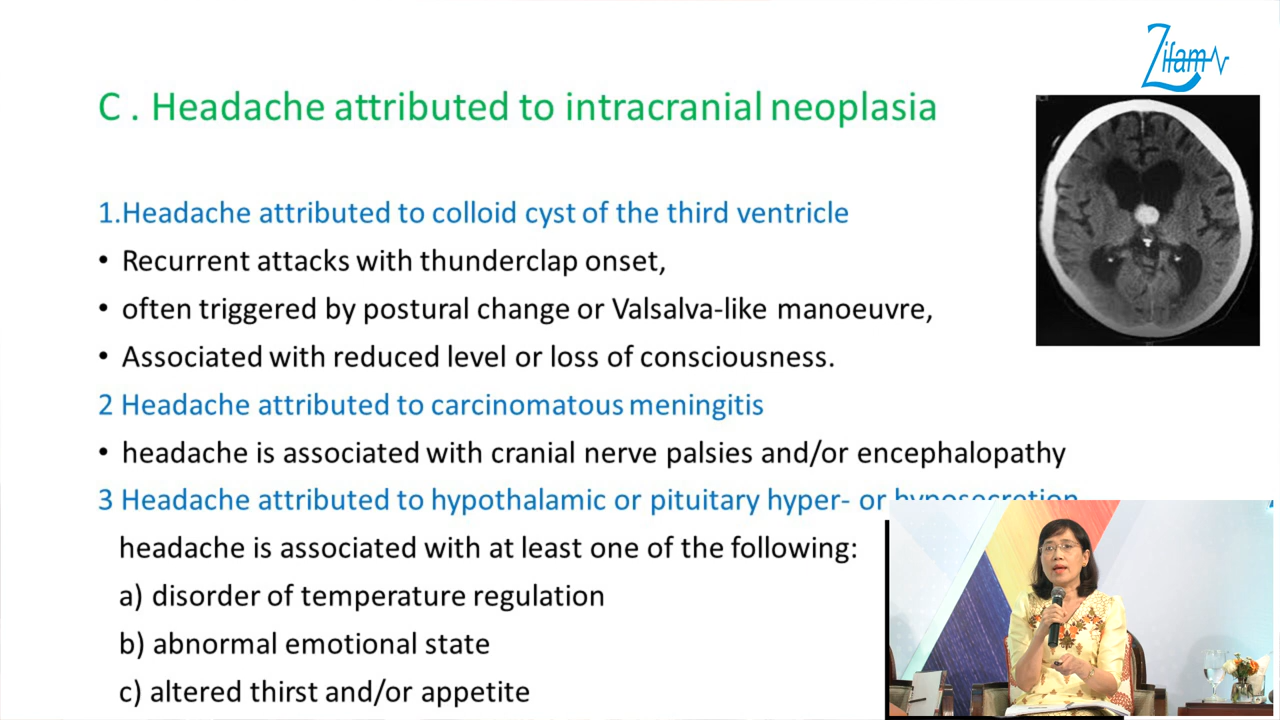 Zifam
C . Headache attributed to intracranial neoplasia
1.Headache attributed to colloid cyst of the third ventricle
• Recurrent attacks with thunderclap onset,
• often triggered by postural change or Valsalva-like manoeuvre,
• Associated with reduced level or loss of consciousness.
2 Headache attributed to carcinomatous meningitis
• headache is associated with cranial nerve palsies and/or encephalopathy
3 Headache attributed to hypothalamic or pituitary hyper- or hyposecretion
headache is associated with at least one of the following:
a) disorder of temperature regulation
b) abnormal emotional state
c) altered thirst and/or appetite